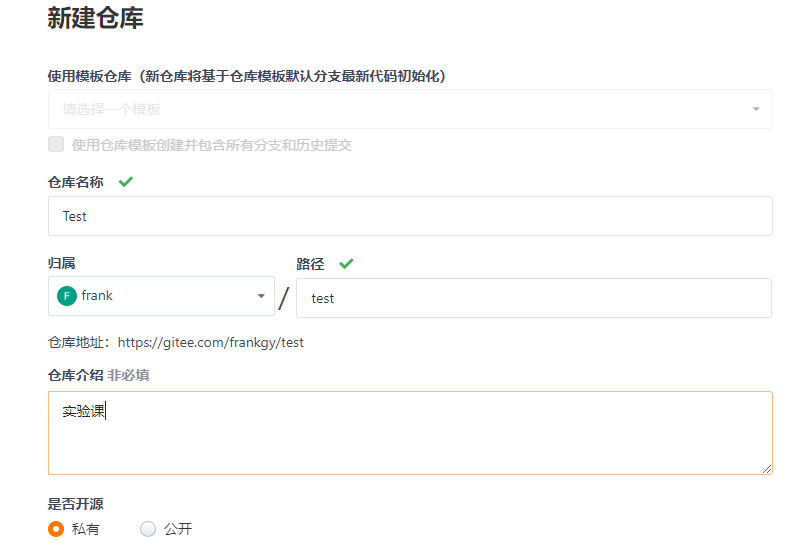 新建仓库
使用模板仓库（新仓库将基于仓库模板默认分支最新代码初始化）
请选择一个模板
使用仓库模板创建并包含所有分支和历史提交
仓库名称
Test
归属
路径
F frank / test
仓库地址：https://gitee.com/frankgy/test
仓库介绍 非必填
实验课
是否开源
私有 公开